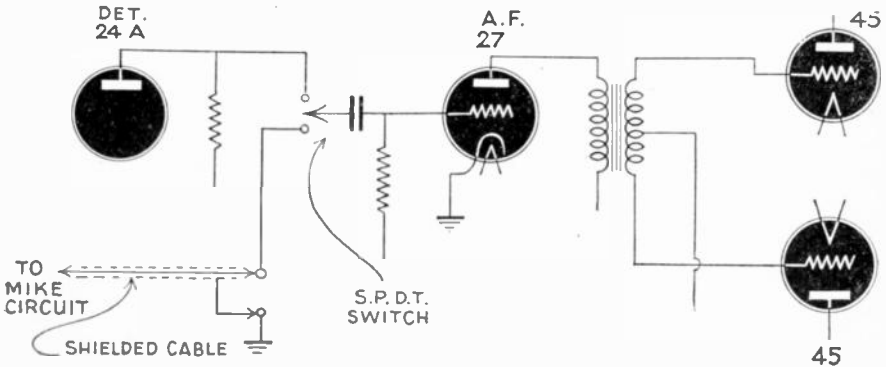 DET.
24 A
A.F.
27
45
TO
MIKE
CIRCUIT
SHIELDED CABLE
S.P.D.T.
SWITCH
45